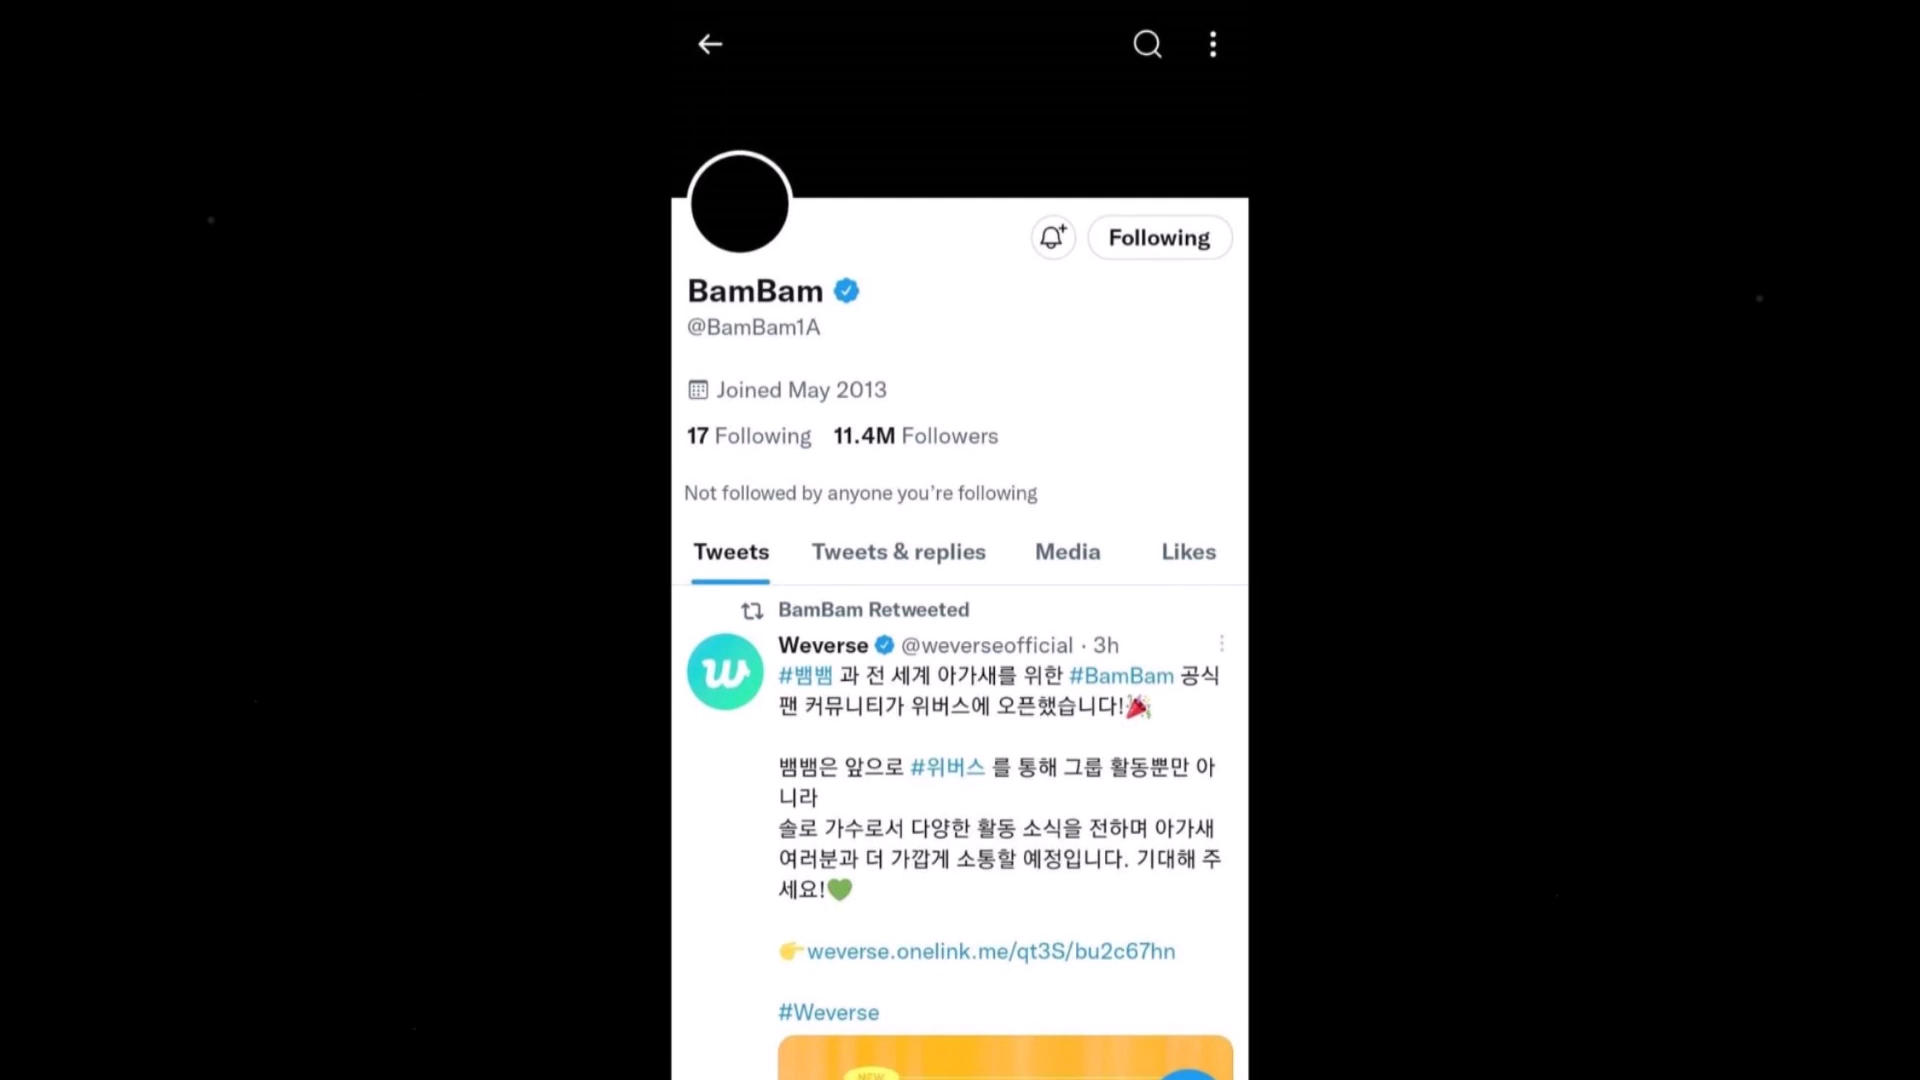 Following
BamBam
@BamBam1A
Joined May 2013
17 Following 11.4M Followers
Not followed by anyone you’re following
Tweets Tweets & replies Media Likes
BamBam Retweeted
Weverse @weverseofficial · 3h
#뱀뱀 과 전 세계 아가새를 위한 #BamBam 공식
팬 커뮤니티가 위버스에 오픈했습니다!🎉
뱀뱀은 앞으로 #위버스 를 통해 그룹 활동뿐만 아
니라
솔로 가수로서 다양한 활동 소식을 전하며 아가새
여러분과 더 가깝게 소통할 예정입니다. 기대해 주
세요!💚
👉weverse.onelink.me/qt3S/bu2c67hn
#Weverse
NEW